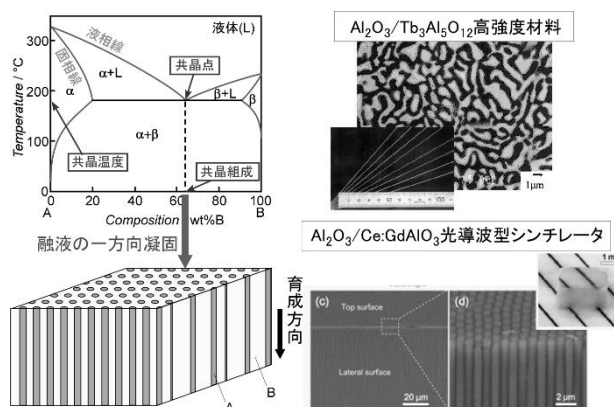 300
200
100
0
Temperature / °C
液相線
固相線
液体(L)
共晶点
α+L
α
β+L
β
α+β
共晶温度
共晶組成
0
20
40
60
80
100
A
Composition wt%B
B
融液の一方向凝固
育成方向
A
B
Al₂O₃/Tb₃Al₅O₁₂高強度材料
1μm
Al₂O₃/Ce:GdAlO₃光導波型シンチレータ
(c)
Top surface
Lateral surface
20 μm
(d)
2 μm